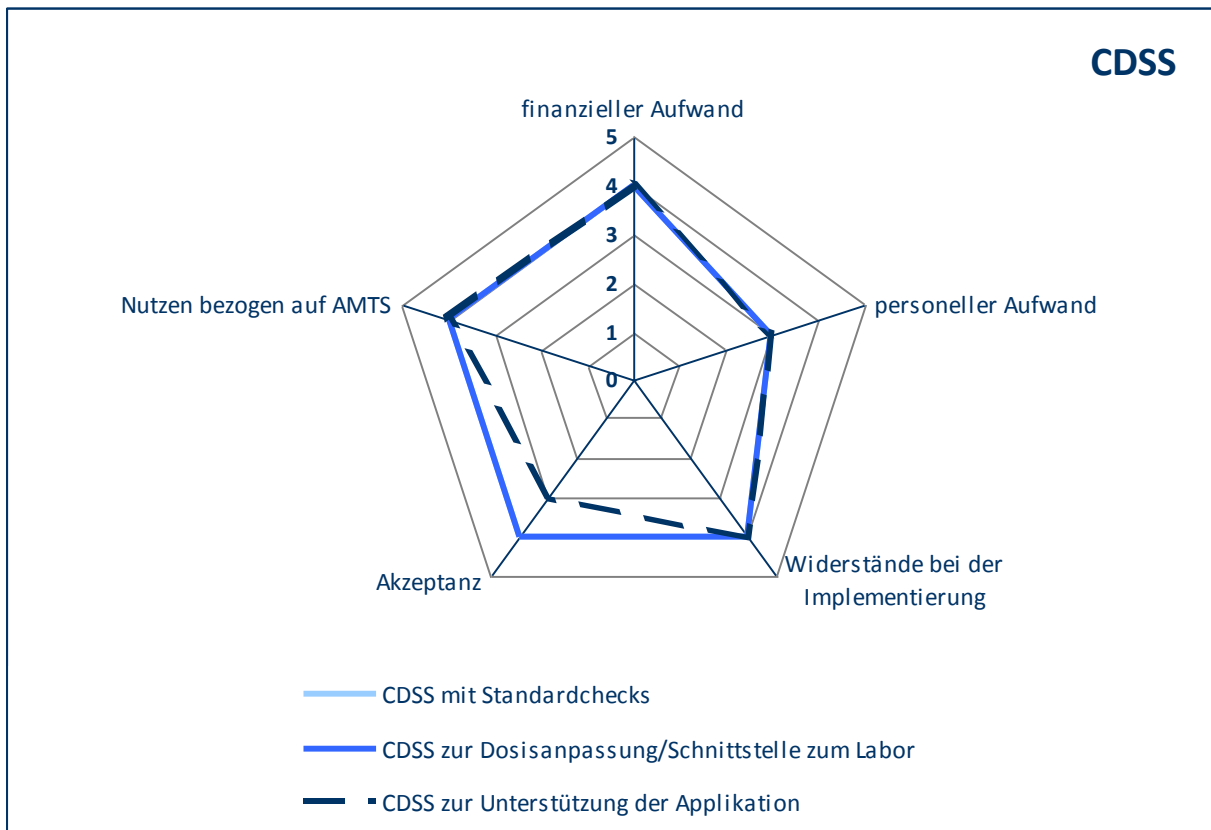 CDSS
finanzieller Aufwand
5
4
3
2
1
0
Nutzen bezogen auf AMTS
personeller Aufwand
Akzeptanz
Widerstände bei der
Implementierung
CDSS mit Standardchecks
CDSS zur Dosisanpassung/Schnittstelle zum Labor
CDSS zur Unterstützung der Applikation